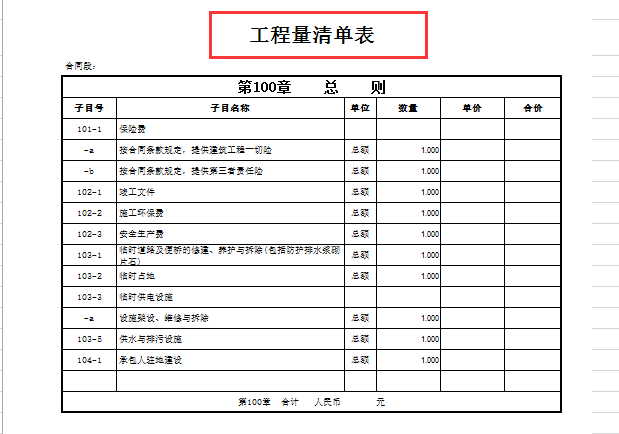 工程量清单表
合同段：
第100章 总 则
子目号 子目名称 单位 数量 单价 合价
101-1 保险费
-a 按合同条款规定，提供建筑工程一切险 总额 1.000
-b 按合同条款规定，提供第三者责任险 总额 1.000
102-1 竣工文件 总额 1.000
102-2 施工环保费 总额 1.000
102-3 安全生产费 总额 1.000
103-1 临时道路及便桥的修建、养护与拆除(包括防护排水浆砌 总额 1.000
片石)
103-2 临时占地 总额 1.000
103-3 临时供电设施
-a 设施架设、维修与拆除 总额 1.000
103-5 供水与排污设施 总额 1.000
104-1 承包人驻地建设 总额 1.000
第100章 合计 人民币 元